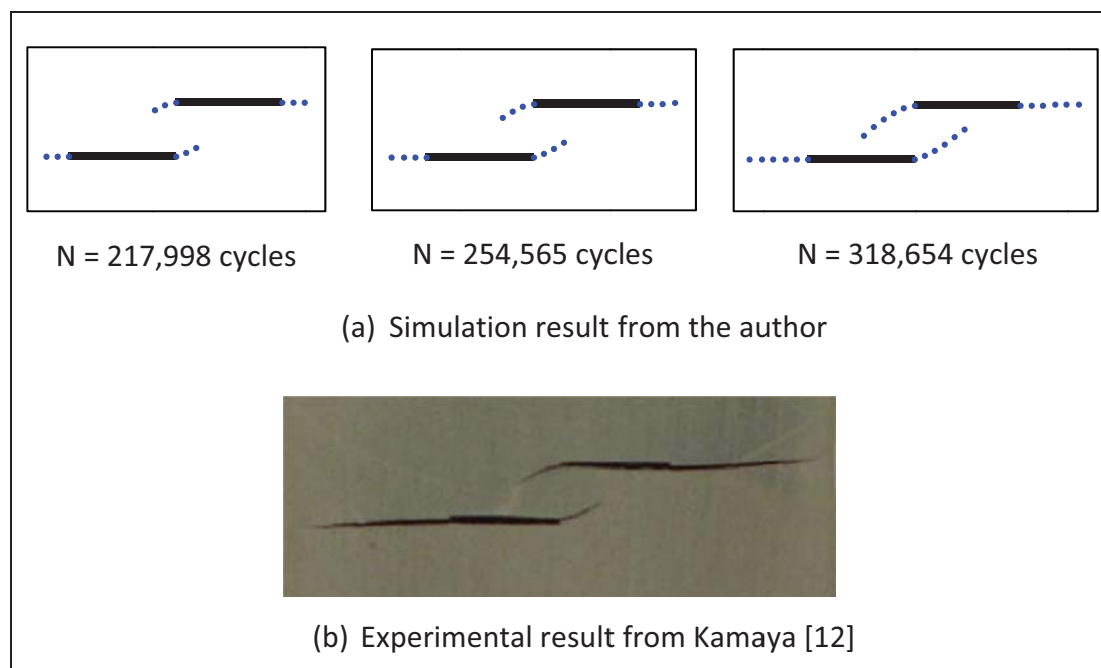 N = 217,998 cycles
N = 254,565 cycles
N = 318,654 cycles
(a) Simulation result from the author
(b) Experimental result from Kamaya [12]